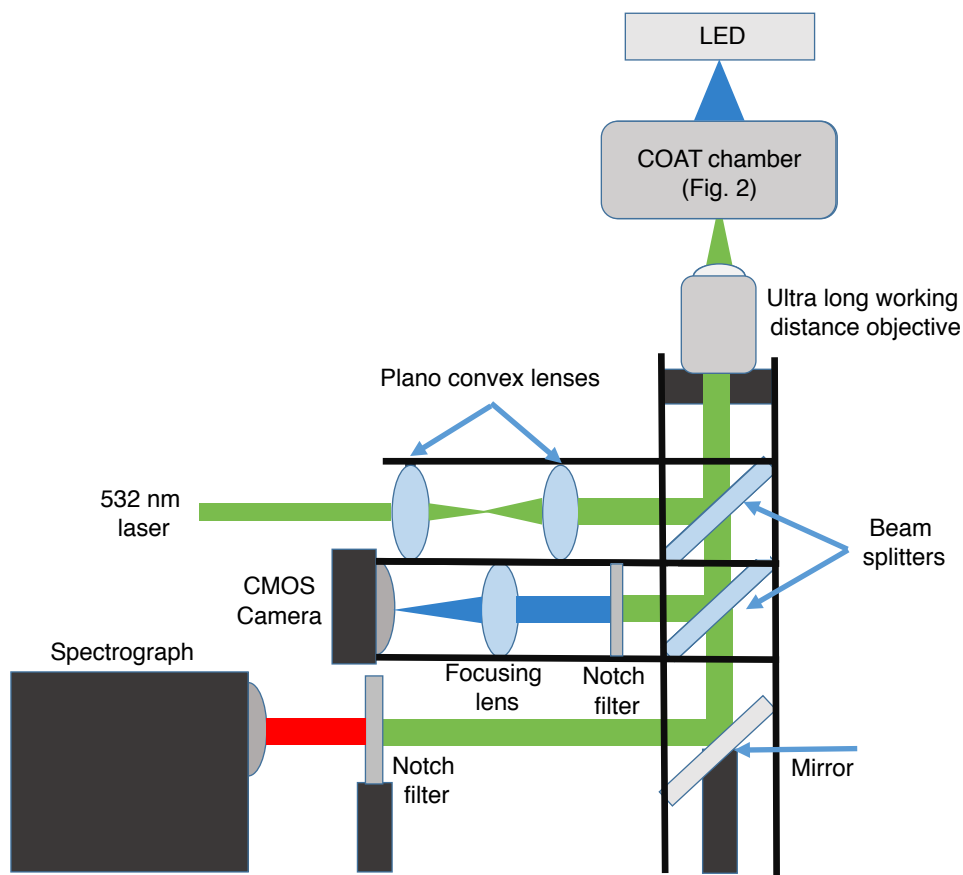 LED
COAT chamber
(Fig. 2)
Ultra long working
distance objective
Plano convex lenses
532 nm
laser
Beam
splitters
CMOS
Camera
Spectrograph
Focusing
lens
Notch
filter
Notch
filter
Mirror